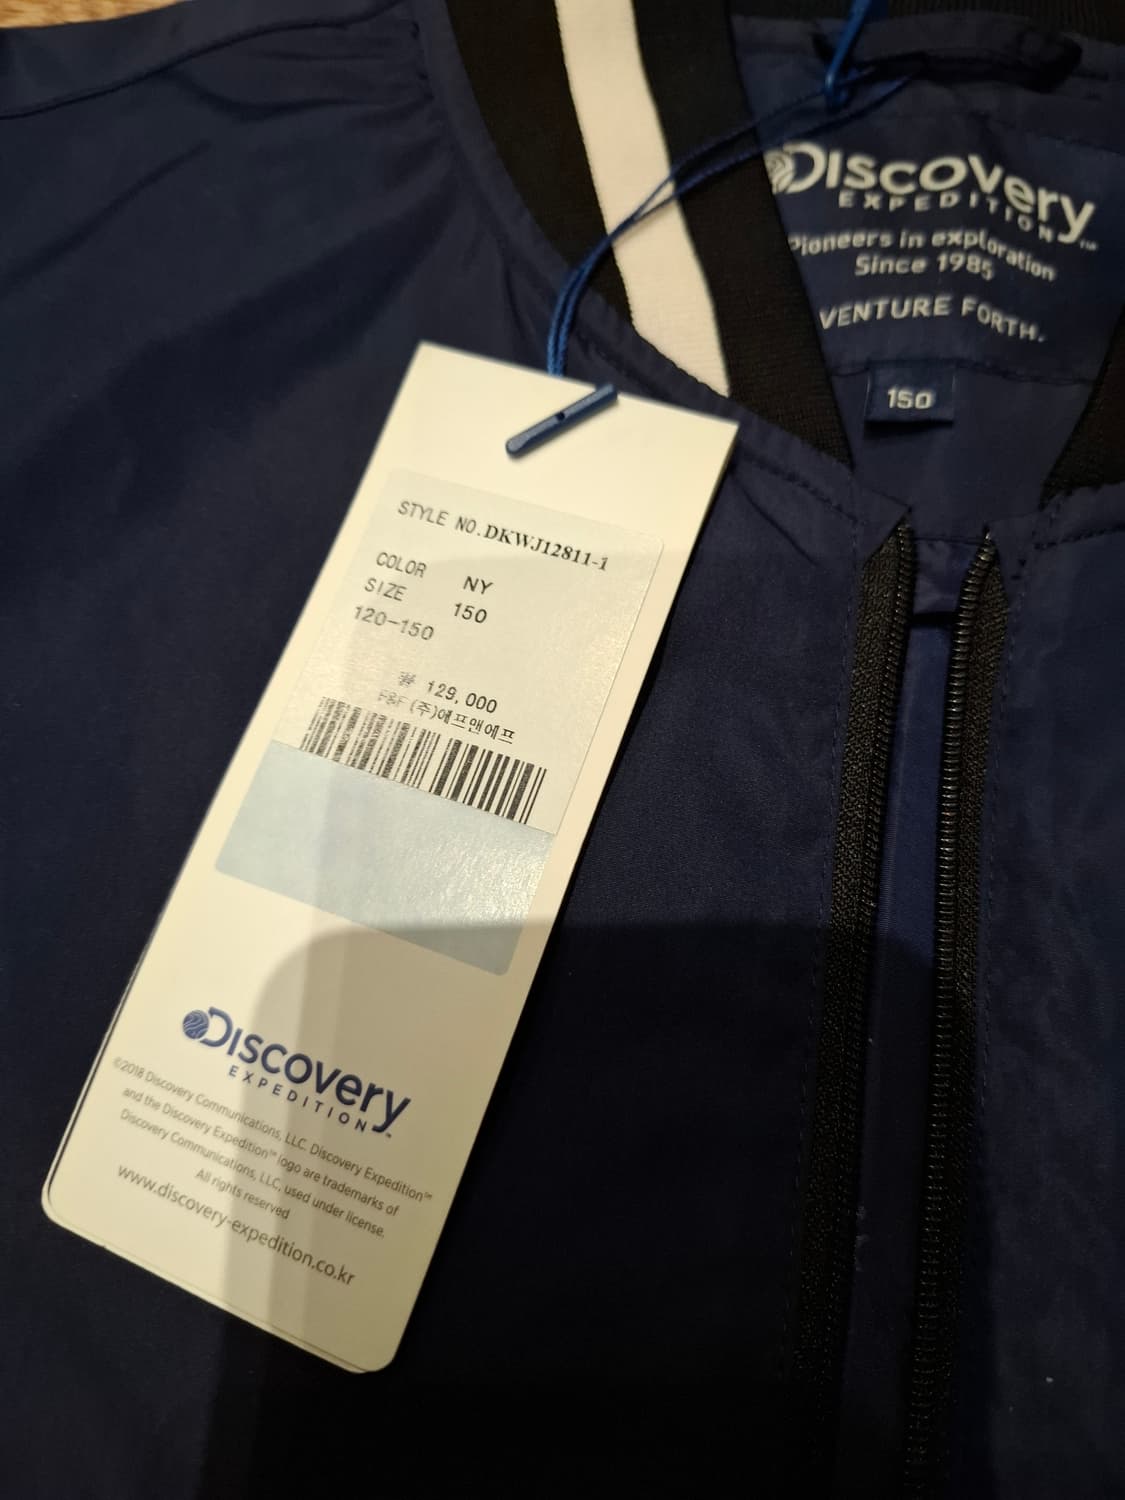 Discovery
EXPEDITION™
Pioneers in exploration
Since 1985
VENTURE FORTH.
150
STYLE NO. DKWJ12811-1
COLOR NY
SIZE 150
120-150
₩ 129,000
F&F (주)에프앤에프
Discovery
EXPEDITION™
©2018 Discovery Communications, LLC. Discovery Expedition™
and the Discovery Expedition™ logo are trademarks of
Discovery Communications, LLC, used under license.
All rights reserved
www.discovery-expedition.co.kr